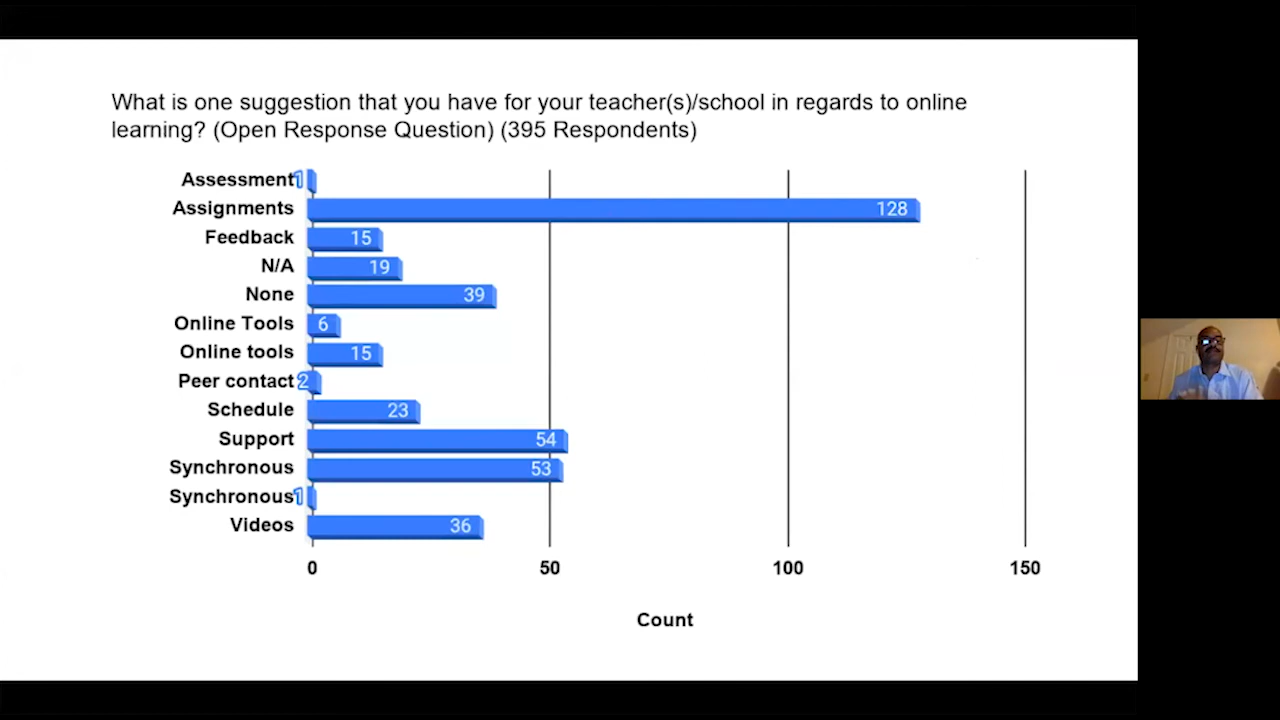 What is one suggestion that you have for your teacher(s)/school in regards to online
learning? (Open Response Question) (395 Respondents)
Assessment 1
Assignments 128
Feedback 15
N/A 19
None 39
Online Tools 6
Online tools 15
Peer contact 2
Schedule 23
Support 54
Synchronous 53
Synchronous 1
Videos 36
0 50 100 150
Count